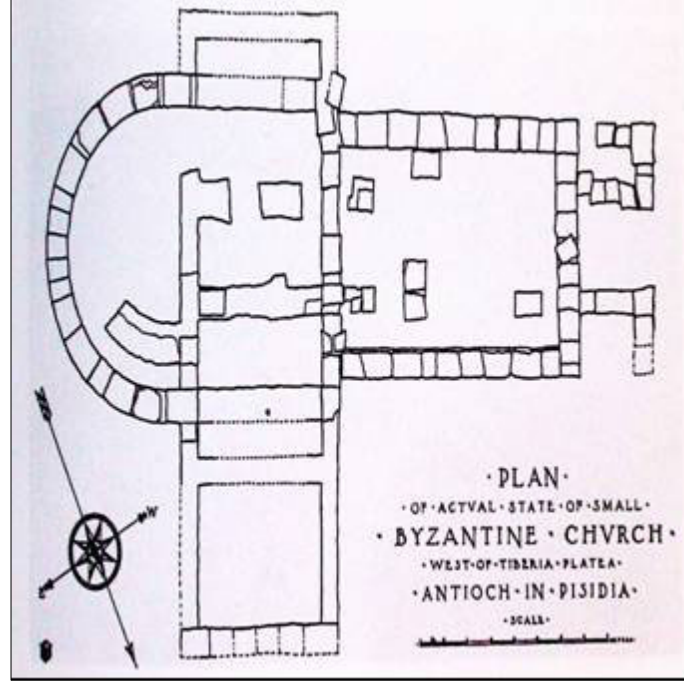 W
· PLAN ·
· OF · ACTVAL · STATE · OF · SMALL ·
· BYZANTINE · CHVRCH ·
· WEST · OF · TIBERIA · PLATEA ·
· ANTIOCH · IN · PISIDIA ·
· SCALE ·